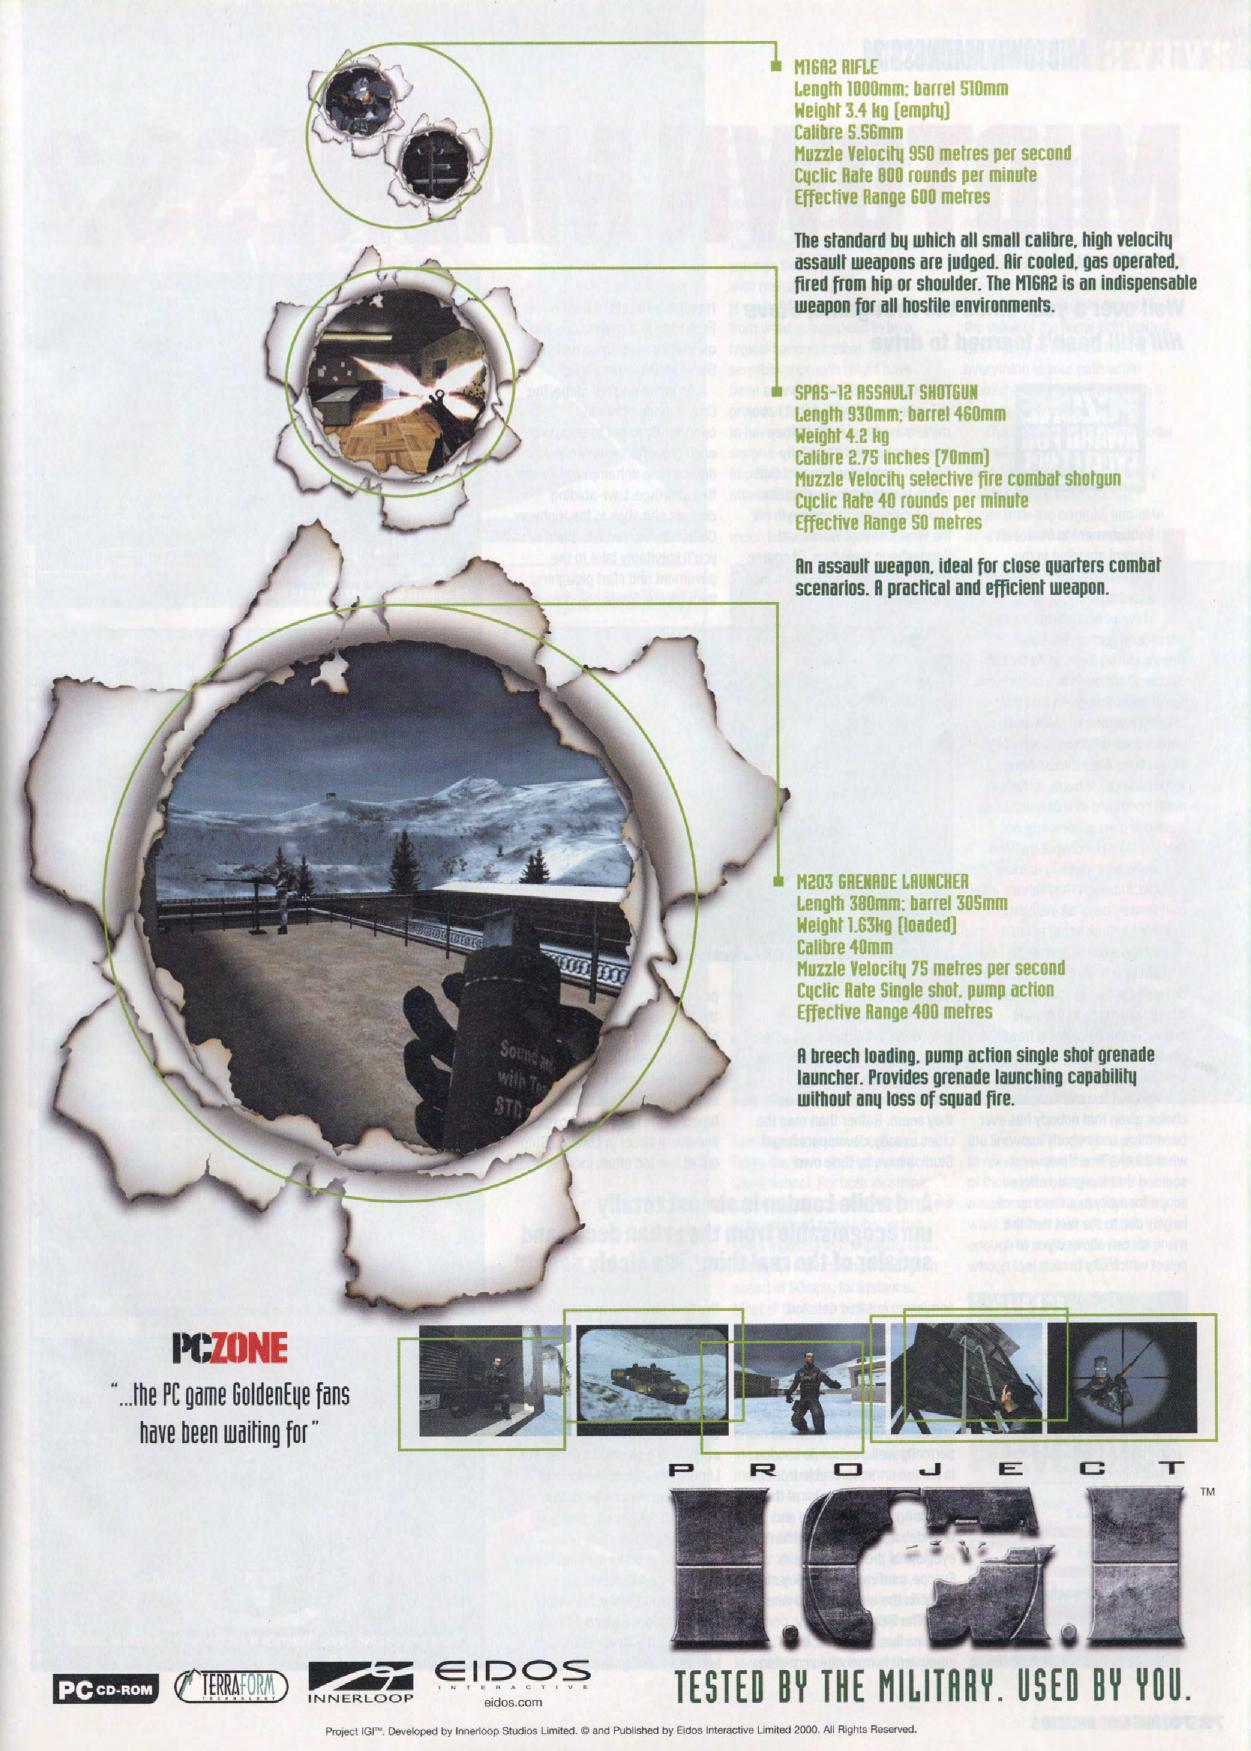 M16A2 RIFLE
Length 1000mm; barrel 510mm
Weight 3.4 kg (empty)
Calibre 5.56mm
Muzzle Velocity 950 metres per second
Cyclic Rate 800 rounds per minute
Effective Range 600 metres
The standard by which all small calibre, high velocity
assault weapons are judged. Air cooled, gas operated,
fired from hip or shoulder. The M16A2 is an indispensable
weapon for all hostile environments.
SPAS-12 ASSAULT SHOTGUN
Length 930mm; barrel 460mm
Weight 4.2 kg
Calibre 2.75 inches (70mm)
Muzzle Velocity selective fire combat shotgun
Cyclic Rate 40 rounds per minute
Effective Range 50 metres
An assault weapon, ideal for close quarters combat
scenarios. A practical and efficient weapon.
M203 GRENADE LAUNCHER
Length 380mm; barrel 305mm
Weight 1.63kg (loaded)
Calibre 40mm
Muzzle Velocity 75 metres per second
Cyclic Rate Single shot, pump action
Effective Range 400 metres
A breech loading, pump action single shot grenade
launcher. Provides grenade launching capability
without any loss of squad fire.
Sound
with
STD
PCZONE
"...the PC game GoldenEye fans
have been waiting for"
PROJECT
I.G.I ™
TESTED BY THE MILITARY. USED BY YOU.
PC CD-ROM
TERRAFORM
TECHNOLOGY
INNERLOOP
EIDOS
INTERACTIVE
eidos.com
Project IGI™. Developed by Innerloop Studios Limited. © and Published by Eidos Interactive Limited 2000. All Rights Reserved.